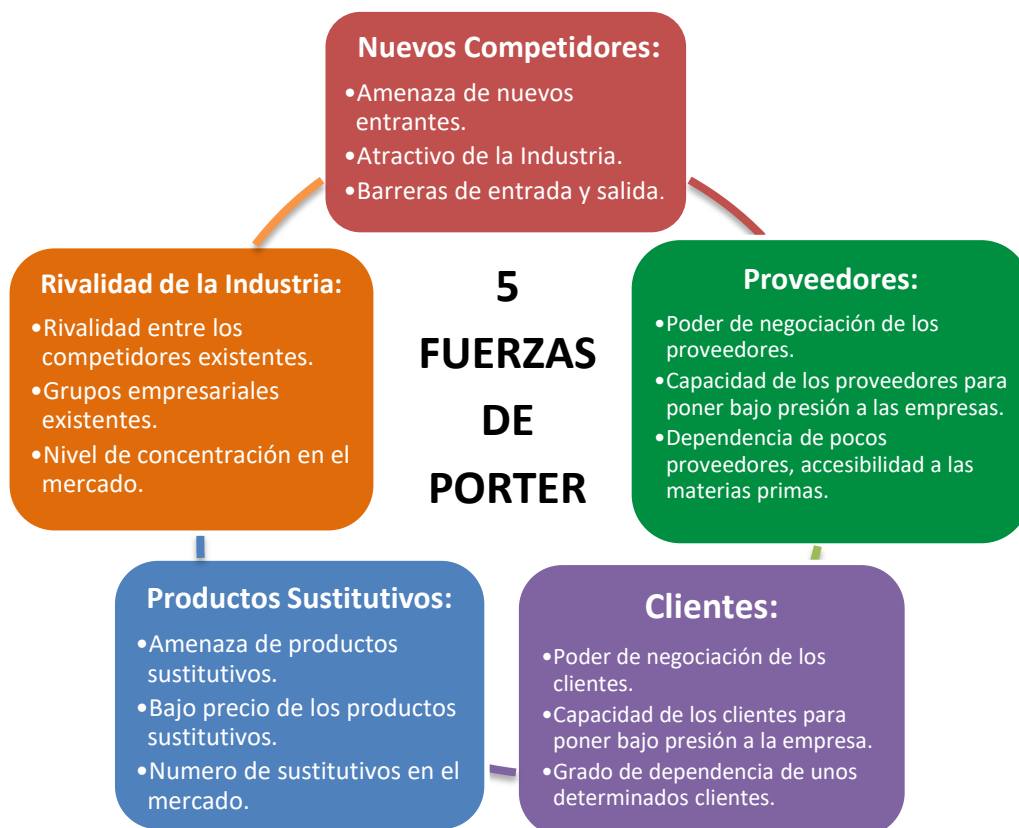 Nuevos Competidores:
•Amenaza de nuevos
entrantes.
•Atractivo de la Industria.
•Barreras de entrada y salida.
Rivalidad de la Industria:
•Rivalidad entre los
competidores existentes.
•Grupos empresariales
existentes.
•Nivel de concentración en el
mercado.
5
FUERZAS
DE
PORTER
Proveedores:
•Poder de negociación de los
proveedores.
•Capacidad de los proveedores para
poner bajo presión a las empresas.
•Dependencia de pocos
proveedores, accesibilidad a las
materias primas.
Productos Sustitutivos:
•Amenaza de productos
sustitutivos.
•Bajo precio de los productos
sustitutivos.
•Numero de sustitutivos en el
mercado.
Clientes:
•Poder de negociación de los
clientes.
•Capacidad de los clientes para
poner bajo presión a la empresa.
•Grado de dependencia de unos
determinados clientes.